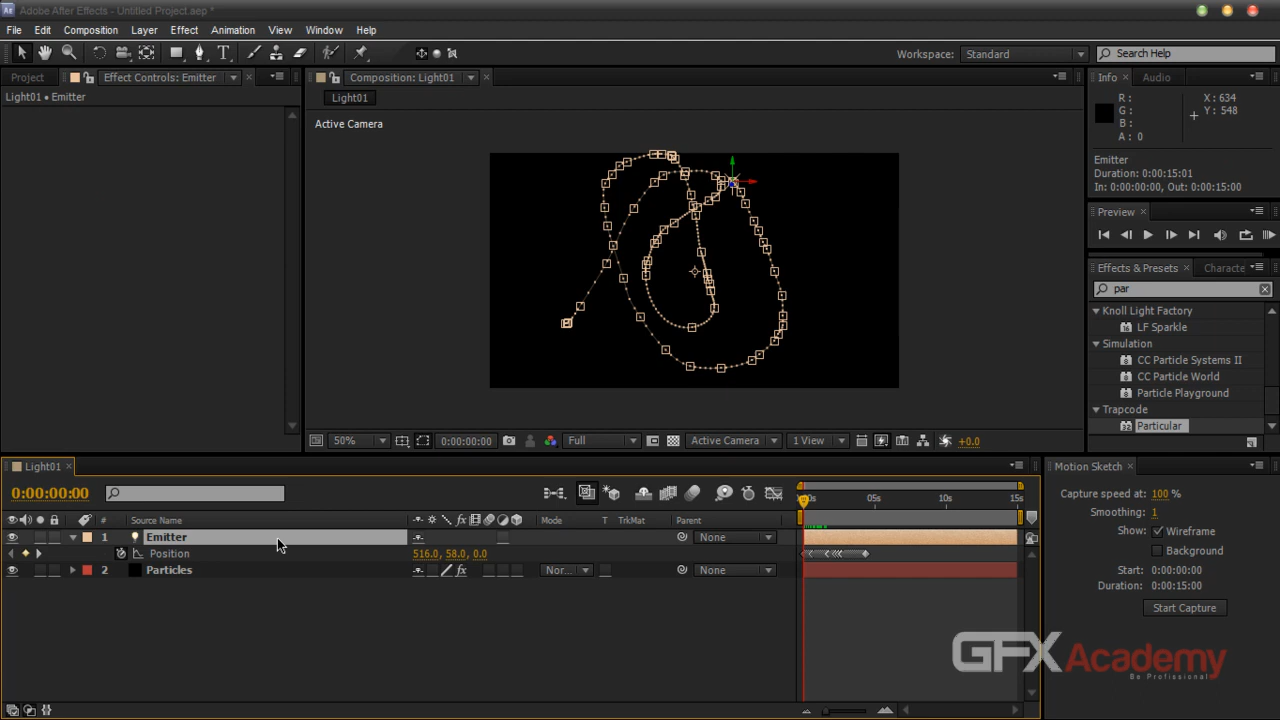 Adobe After Effects - Untitled Project.aep *
File Edit Composition Layer Effect Animation View Window Help
Workspace: Standard Search Help
Project Effect Controls: Emitter Composition: Light01 Info Audio
Light01 • Emitter
Light01
Active Camera
R :
G :
B :
A : 0
X : 634
Y : 548
Emitter
Duration: 0:00:15:01
In: 0:00:00:00, Out: 0:00:15:00
Preview
Effects & Presets Characte
par
Knoll Light Factory
LF Sparkle
Simulation
CC Particle Systems II
CC Particle World
Particle Playground
Trapcode
Particular
50% 0:00:00:00 Full Active Camera 1 View +0.0
Light01
0:00:00:00
05s 10s 15s
# Source Name Mode T TrkMat Parent
1 Emitter None
Position 516.0, 58.0, 0.0
2 Particles Nor... None
Motion Sketch
Capture speed at: 100 %
Smoothing: 1
Show: Wireframe
Background
Start: 0:00:00:00
Duration: 0:00:15:00
Start Capture
GFXAcademy
Be Profissional